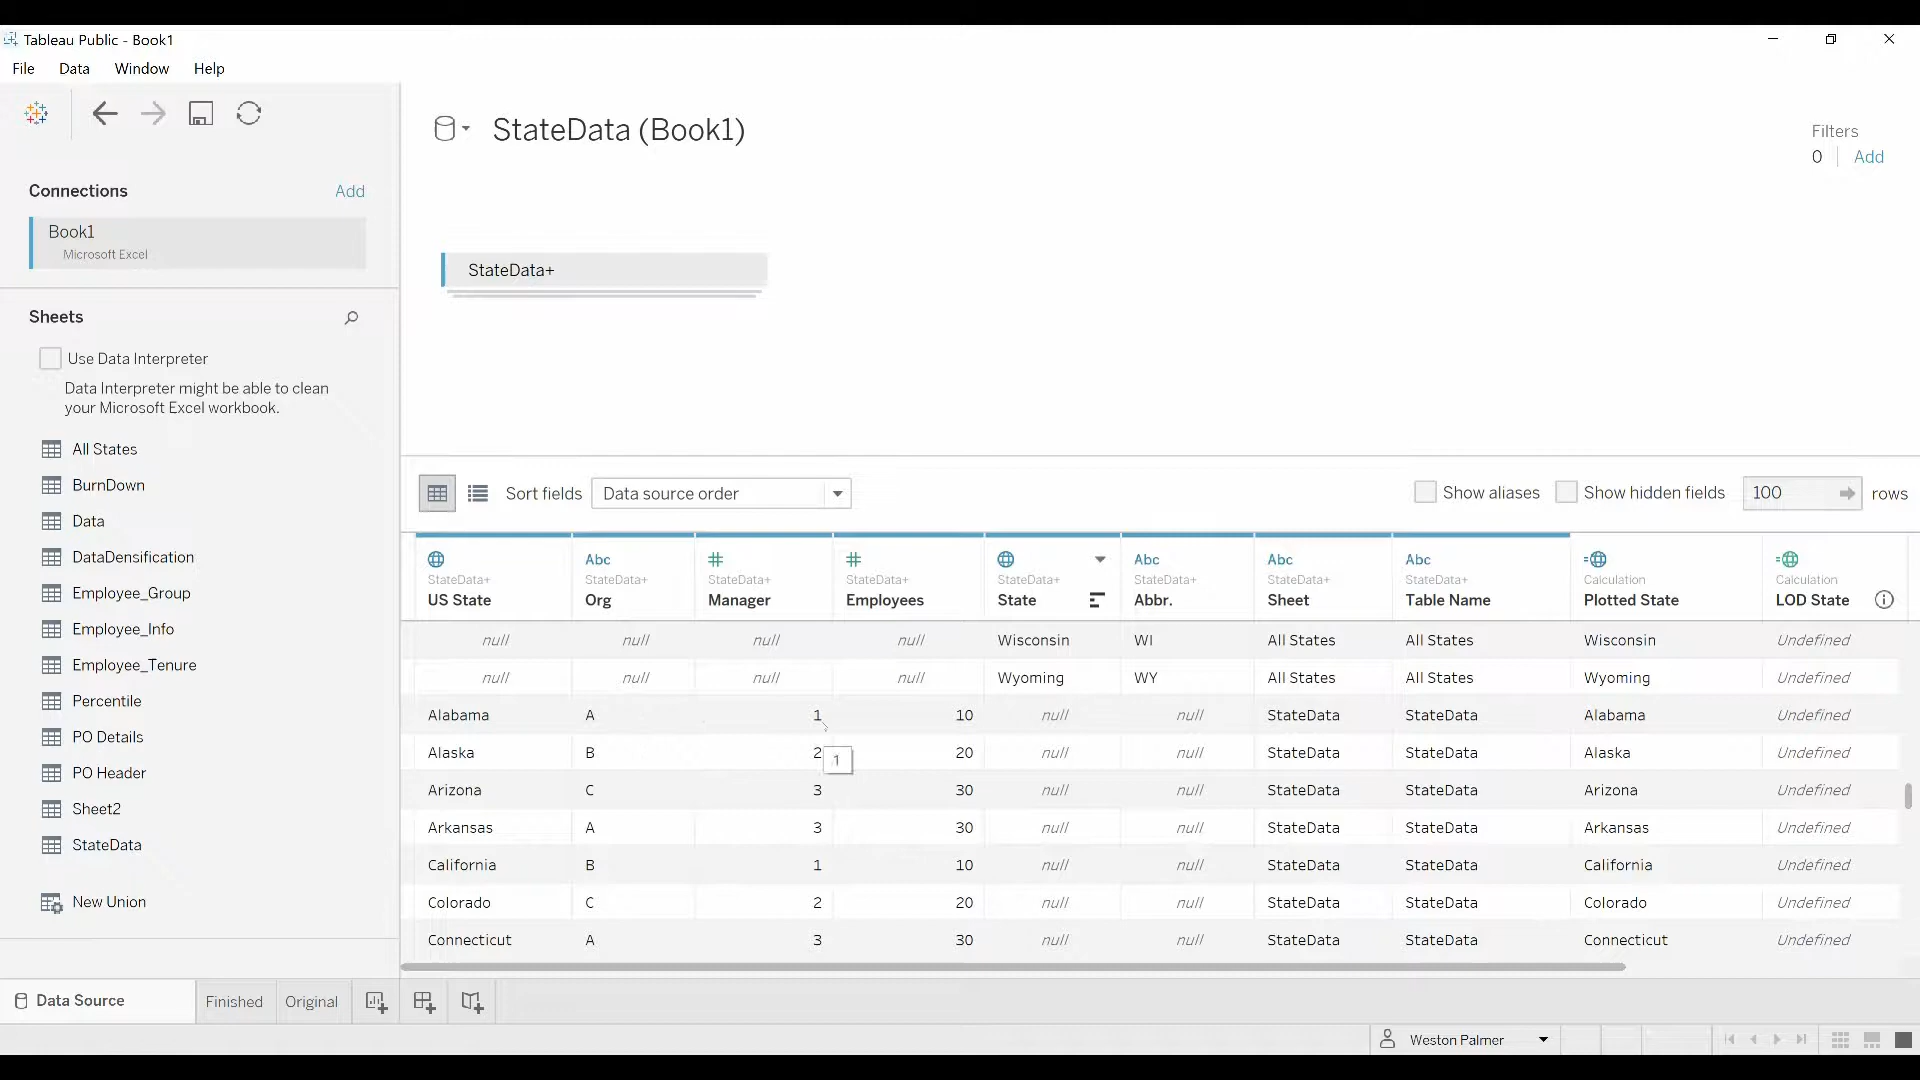 Tableau Public - Book1
File Data Window Help
StateData (Book1)
Filters
0 Add
Connections Add
Book1
Microsoft Excel
StateData+
Sheets
Use Data Interpreter
Data Interpreter might be able to clean
your Microsoft Excel workbook.
All States
BurnDown
Data
DataDensification
Employee_Group
Employee_Info
Employee_Tenure
Percentile
PO Details
PO Header
Sheet2
StateData
New Union
Sort fields Data source order Show aliases Show hidden fields 100 rows
Abc # # Abc Abc Abc
StateData+ StateData+ StateData+ StateData+ StateData+ StateData+ StateData+ StateData+ Calculation Calculation
US State Org Manager Employees State Abbr. Sheet Table Name Plotted State LOD State
null null null null Wisconsin WI All States All States Wisconsin Undefined
null null null null Wyoming WY All States All States Wyoming Undefined
Alabama A 1 10 null null StateData StateData Alabama Undefined
Alaska B 2 20 null null StateData StateData Alaska Undefined
1
Arizona C 3 30 null null StateData StateData Arizona Undefined
Arkansas A 3 30 null null StateData StateData Arkansas Undefined
California B 1 10 null null StateData StateData California Undefined
Colorado C 2 20 null null StateData StateData Colorado Undefined
Connecticut A 3 30 null null StateData StateData Connecticut Undefined
Data Source Finished Original
Weston Palmer